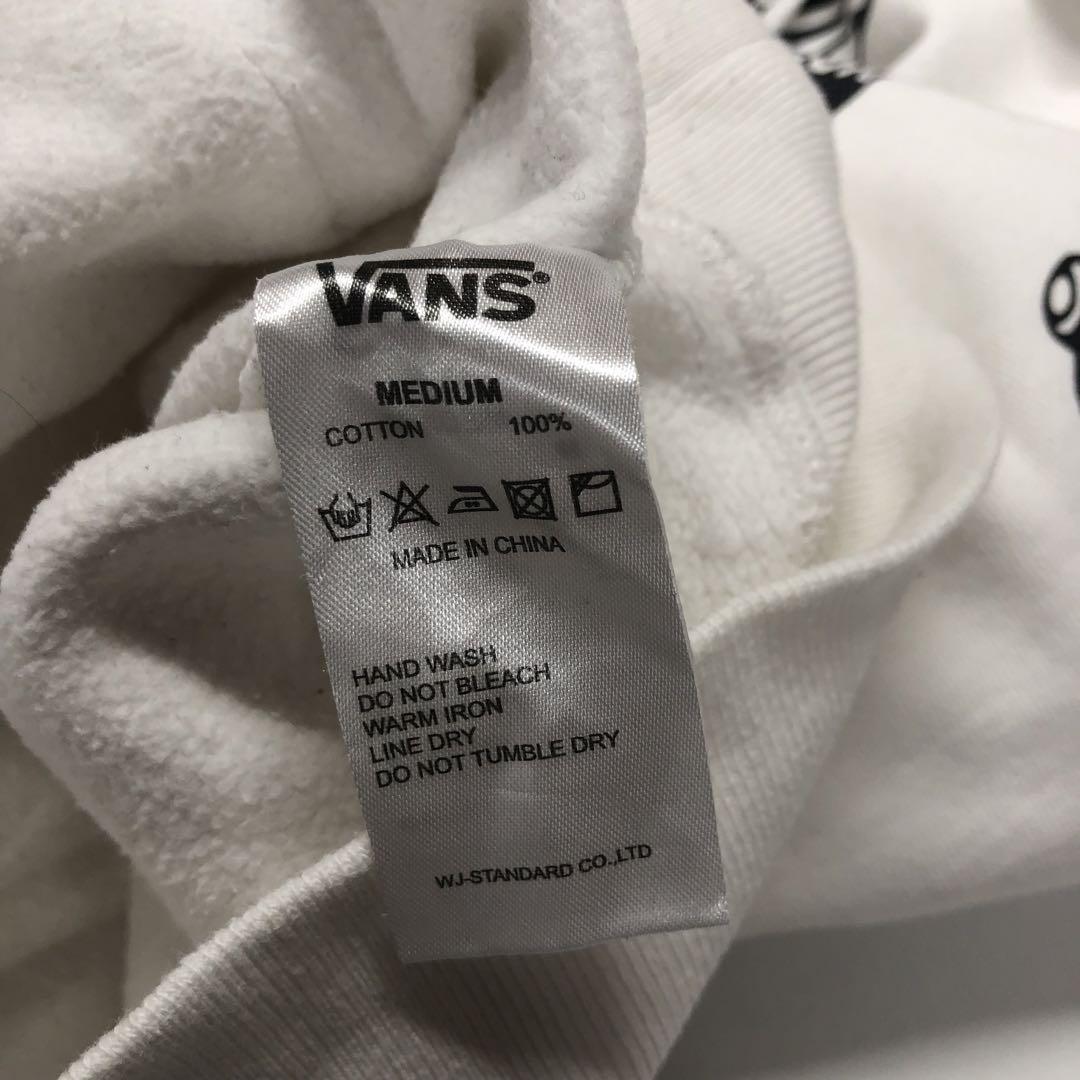 VANS®
MEDIUM
COTTON 100%
MADE IN CHINA
HAND WASH
DO NOT BLEACH
WARM IRON
LINE DRY
DO NOT TUMBLE DRY
WJ-STANDARD CO.,LTD